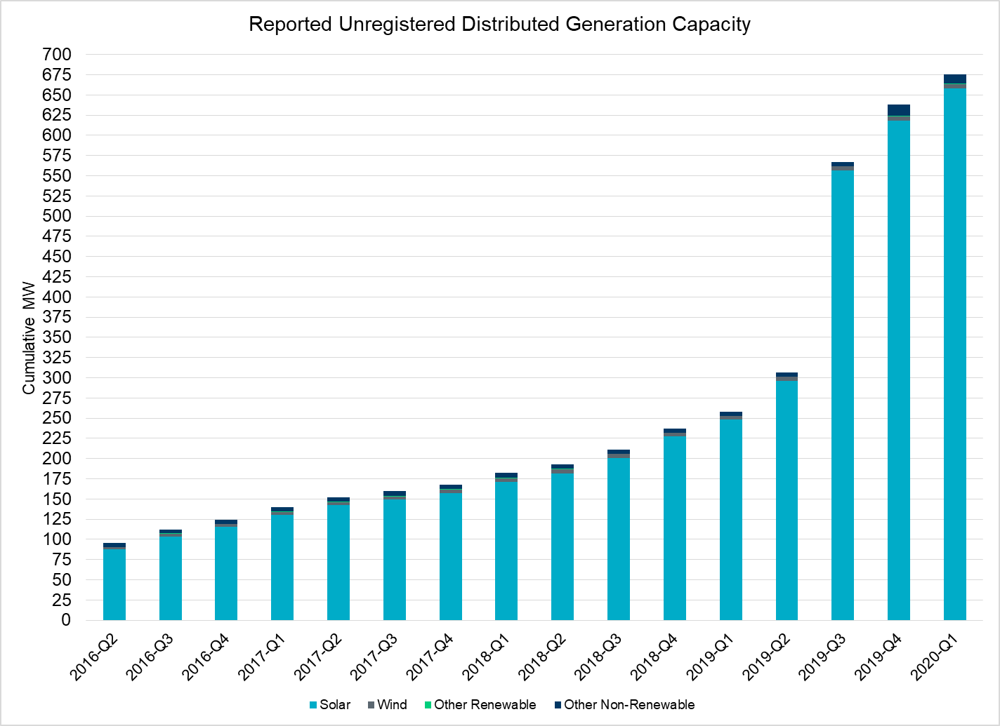 Reported Unregistered Distributed Generation Capacity
Cumulative MW
700
675
650
625
600
575
550
525
500
475
450
425
400
375
350
325
300
275
250
225
200
175
150
125
100
75
50
25
0
2016-Q2
2016-Q3
2016-Q4
2017-Q1
2017-Q2
2017-Q3
2017-Q4
2018-Q1
2018-Q2
2018-Q3
2018-Q4
2019-Q1
2019-Q2
2019-Q3
2019-Q4
2020-Q1
Solar Wind Other Renewable Other Non-Renewable